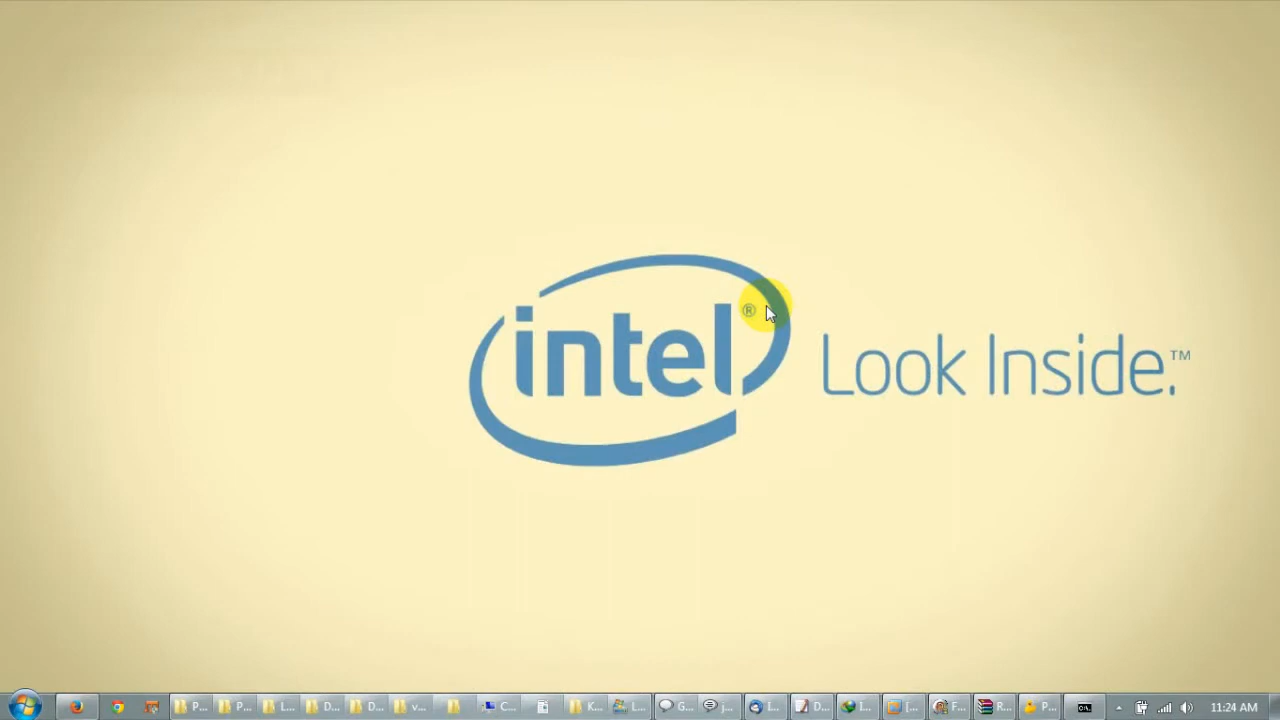 intel® Look Inside.™
P...
P...
L...
D...
D...
v...
C...
K...
L...
G...
j...
D...
[...
F...
R...
P...
C:\.
11:24 AM